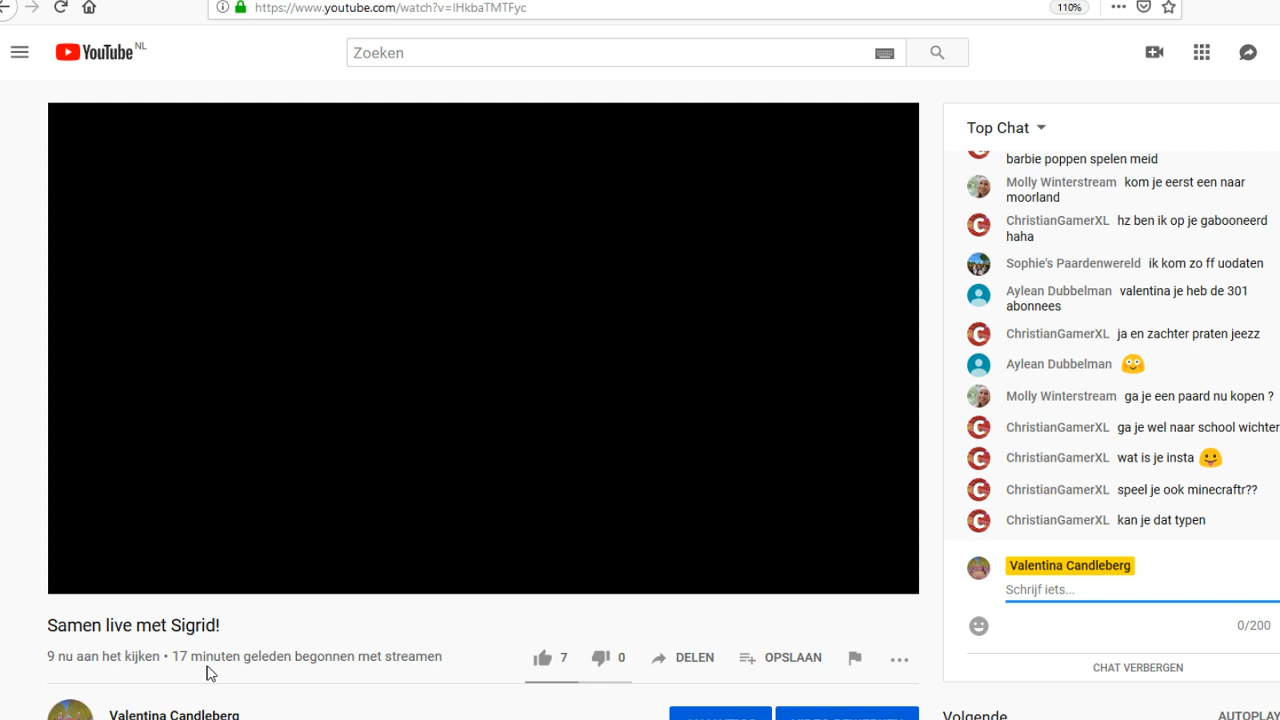 https://www.youtube.com/watch?v=IHkbaTMTFyc
110%
YouTube NL
Zoeken
Top Chat
barbie poppen spelen meid
Molly Winterstream kom je eerst een naar
moorland
ChristianGamerXL hz ben ik op je gabooneerd
haha
Sophie's Paardenwereld ik kom zo ff uodaten
Aylean Dubbelman valentina je heb de 301
abonnees
ChristianGamerXL ja en zachter praten jeezz
Aylean Dubbelman
Molly Winterstream ga je een paard nu kopen ?
ChristianGamerXL ga je wel naar school wichter
ChristianGamerXL wat is je insta
ChristianGamerXL speel je ook minecraftr??
ChristianGamerXL kan je dat typen
Valentina Candleberg
Schrijf iets...
0/200
CHAT VERBERGEN
Samen live met Sigrid!
9 nu aan het kijken • 17 minuten geleden begonnen met streamen
7
0
DELEN
OPSLAAN
Valentina Candleberg
Volgende
AUTOPLAY